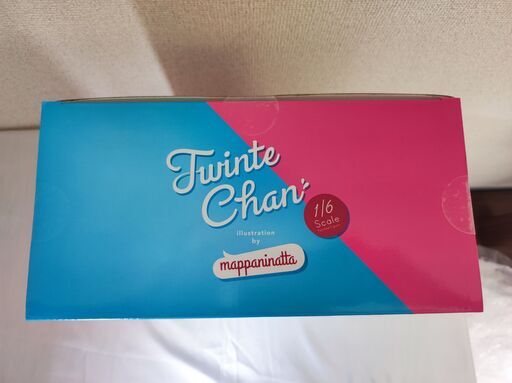 Twinte
Chan
1/6
Scale
illustration
by
mappaninatta